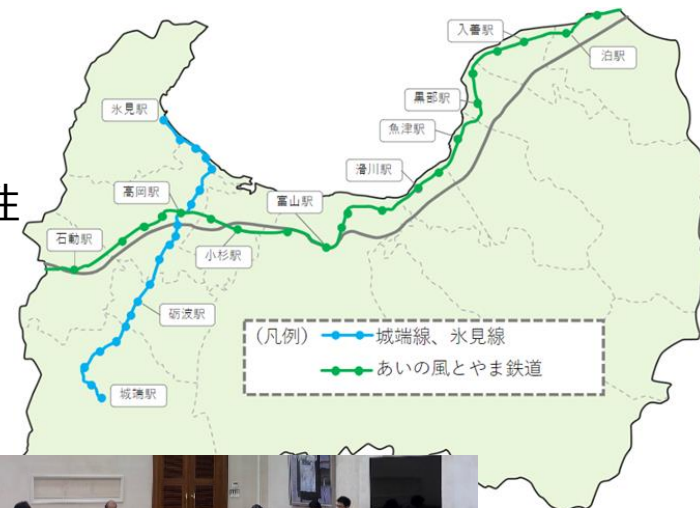 入善駅
泊駅
黒部駅
氷見駅
魚津駅
滑川駅
性
高岡駅
富山駅
石動駅
小杉駅
砺波駅
(凡例) 城端線、氷見線
あいの風とやま鉄道
城端駅